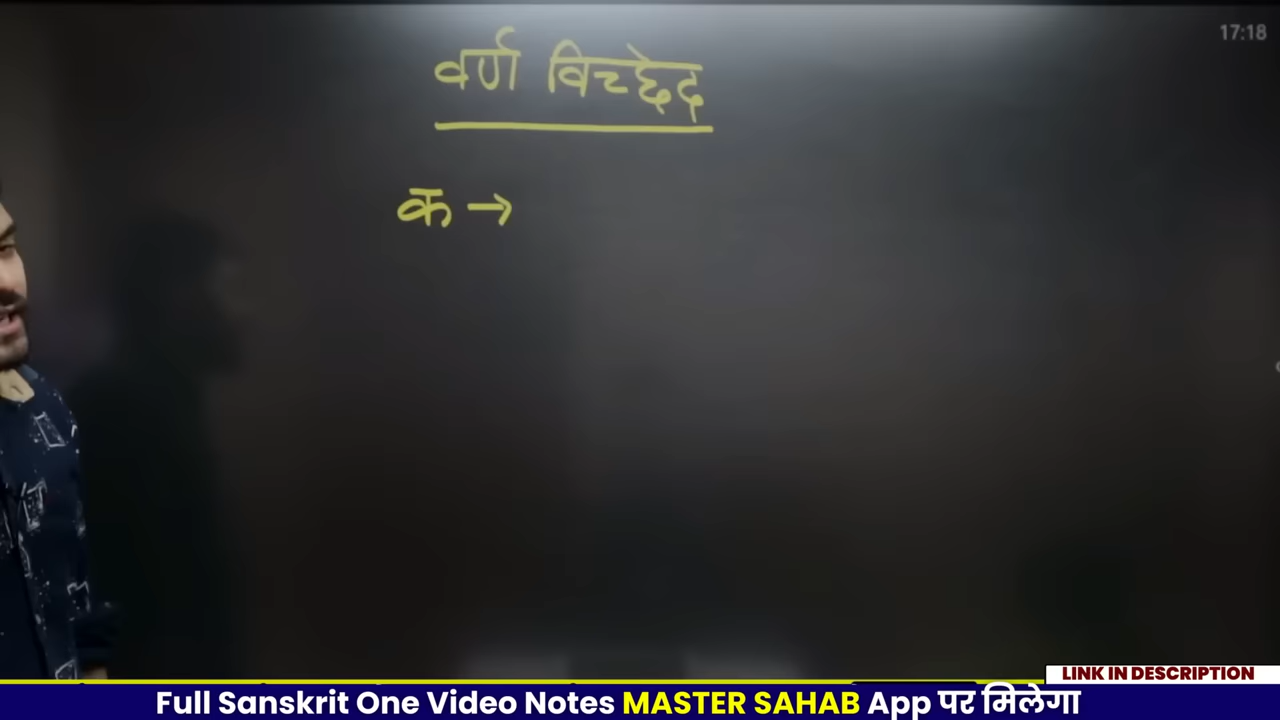 17:18
वर्ण विच्छेद
क →
LINK IN DESCRIPTION
Full Sanskrit One Video Notes MASTER SAHAB App पर मिलेगा